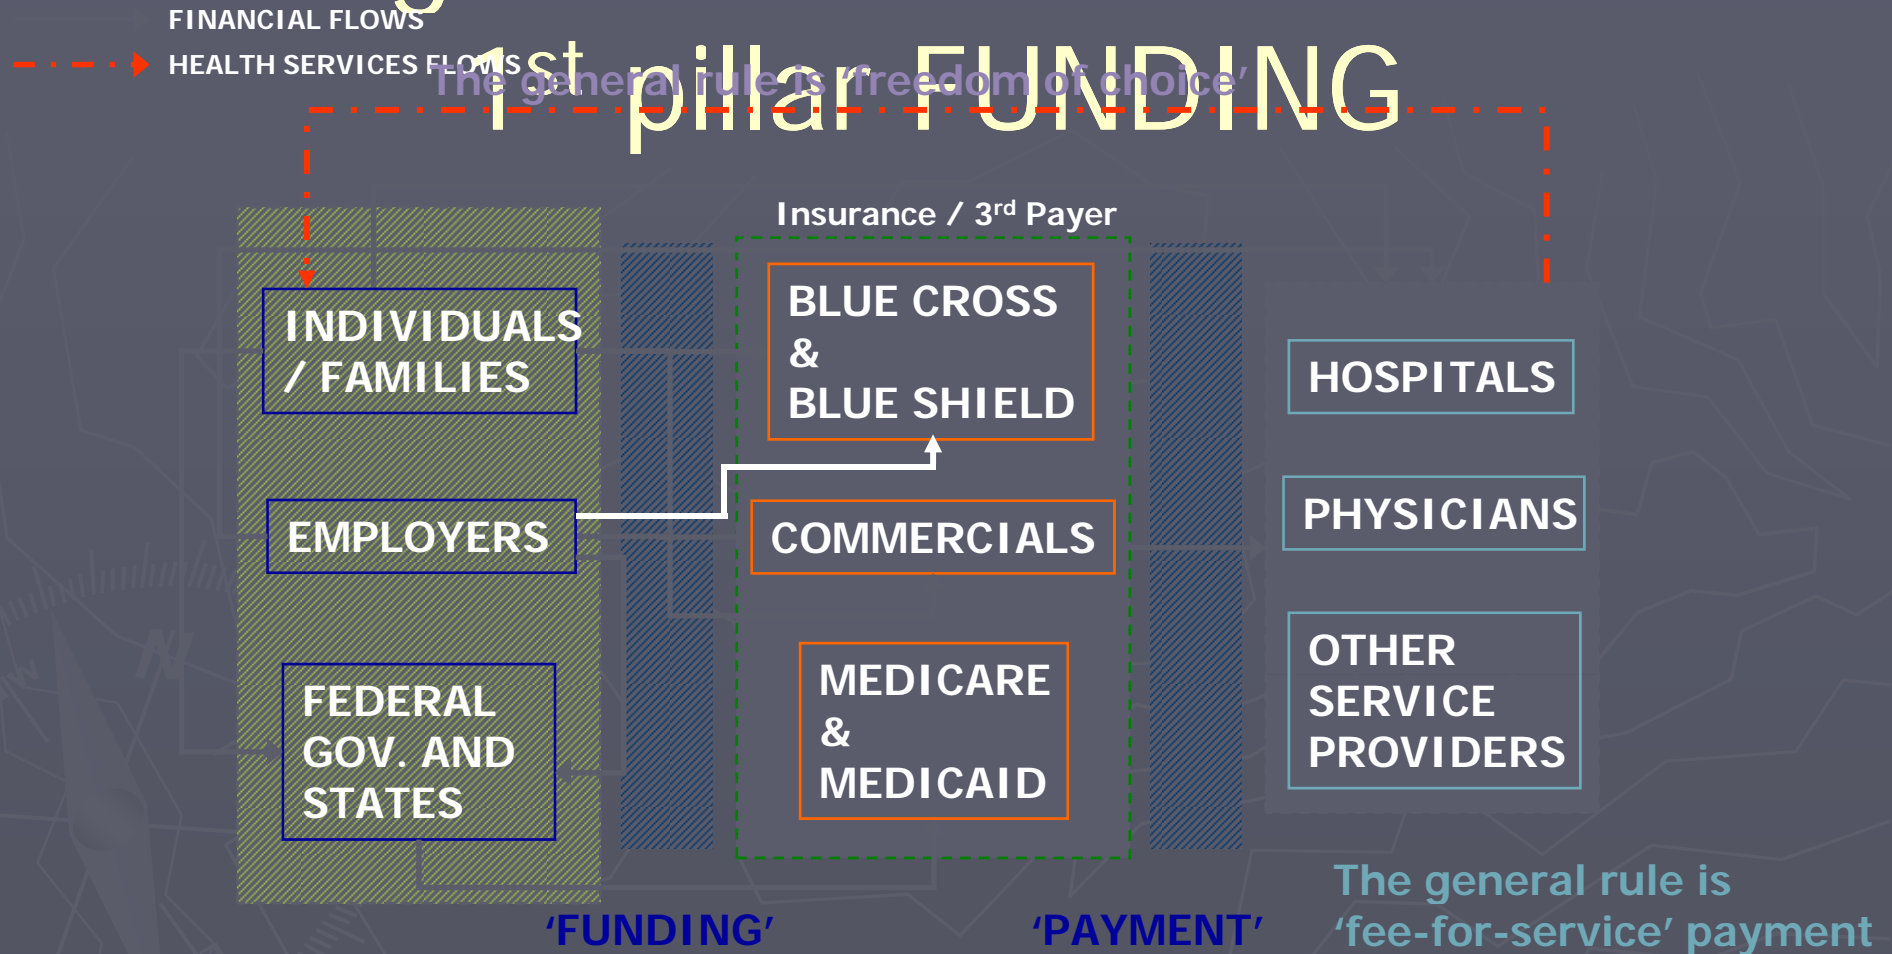 FINANCIAL FLOWS
HEALTH SERVICES FLOWS
1st pillar FUNDING
The general rule is ‘freedom of choice’
Insurance / 3rd Payer
INDIVIDUALS
/ FAMILIES
BLUE CROSS
&
BLUE SHIELD
HOSPITALS
EMPLOYERS
COMMERCIALS
PHYSICIANS
FEDERAL
GOV. AND
STATES
MEDICARE
&
MEDICAID
OTHER
SERVICE
PROVIDERS
‘FUNDING’
‘PAYMENT’
The general rule is
‘fee-for-service’ payment
N